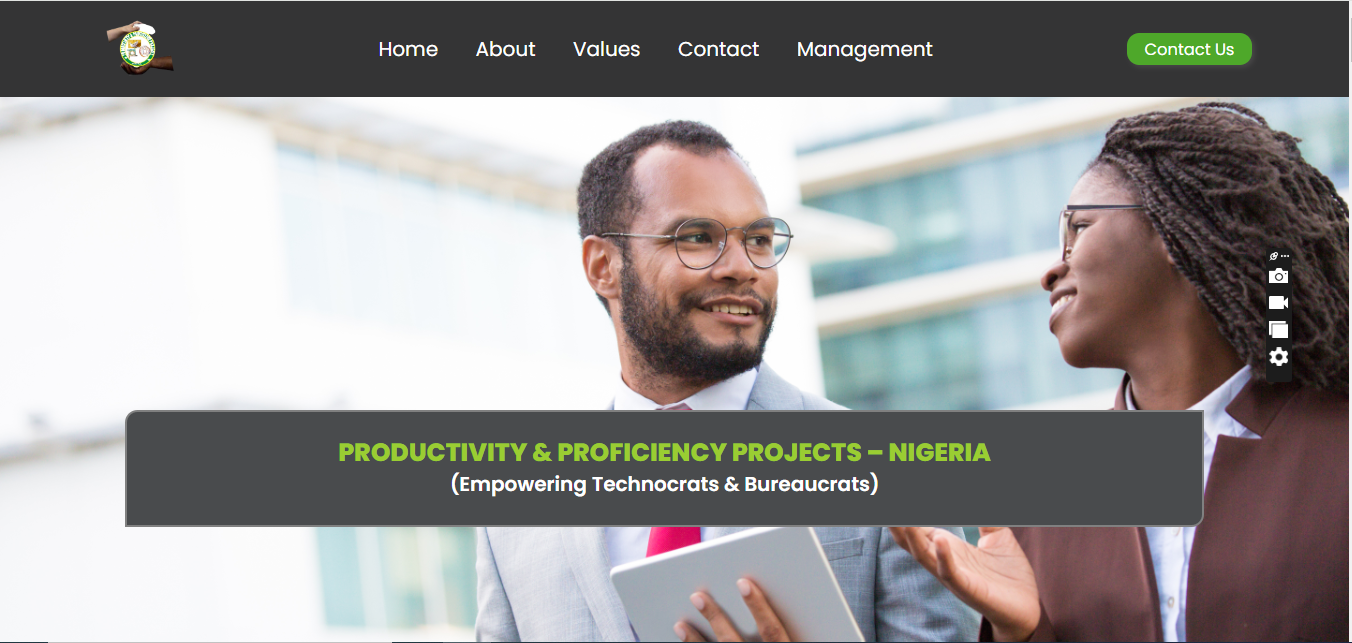 Home
About
Values
Contact
Management
Contact Us
PRODUCTIVITY & PROFICIENCY PROJECTS – NIGERIA
(Empowering Technocrats & Bureaucrats)